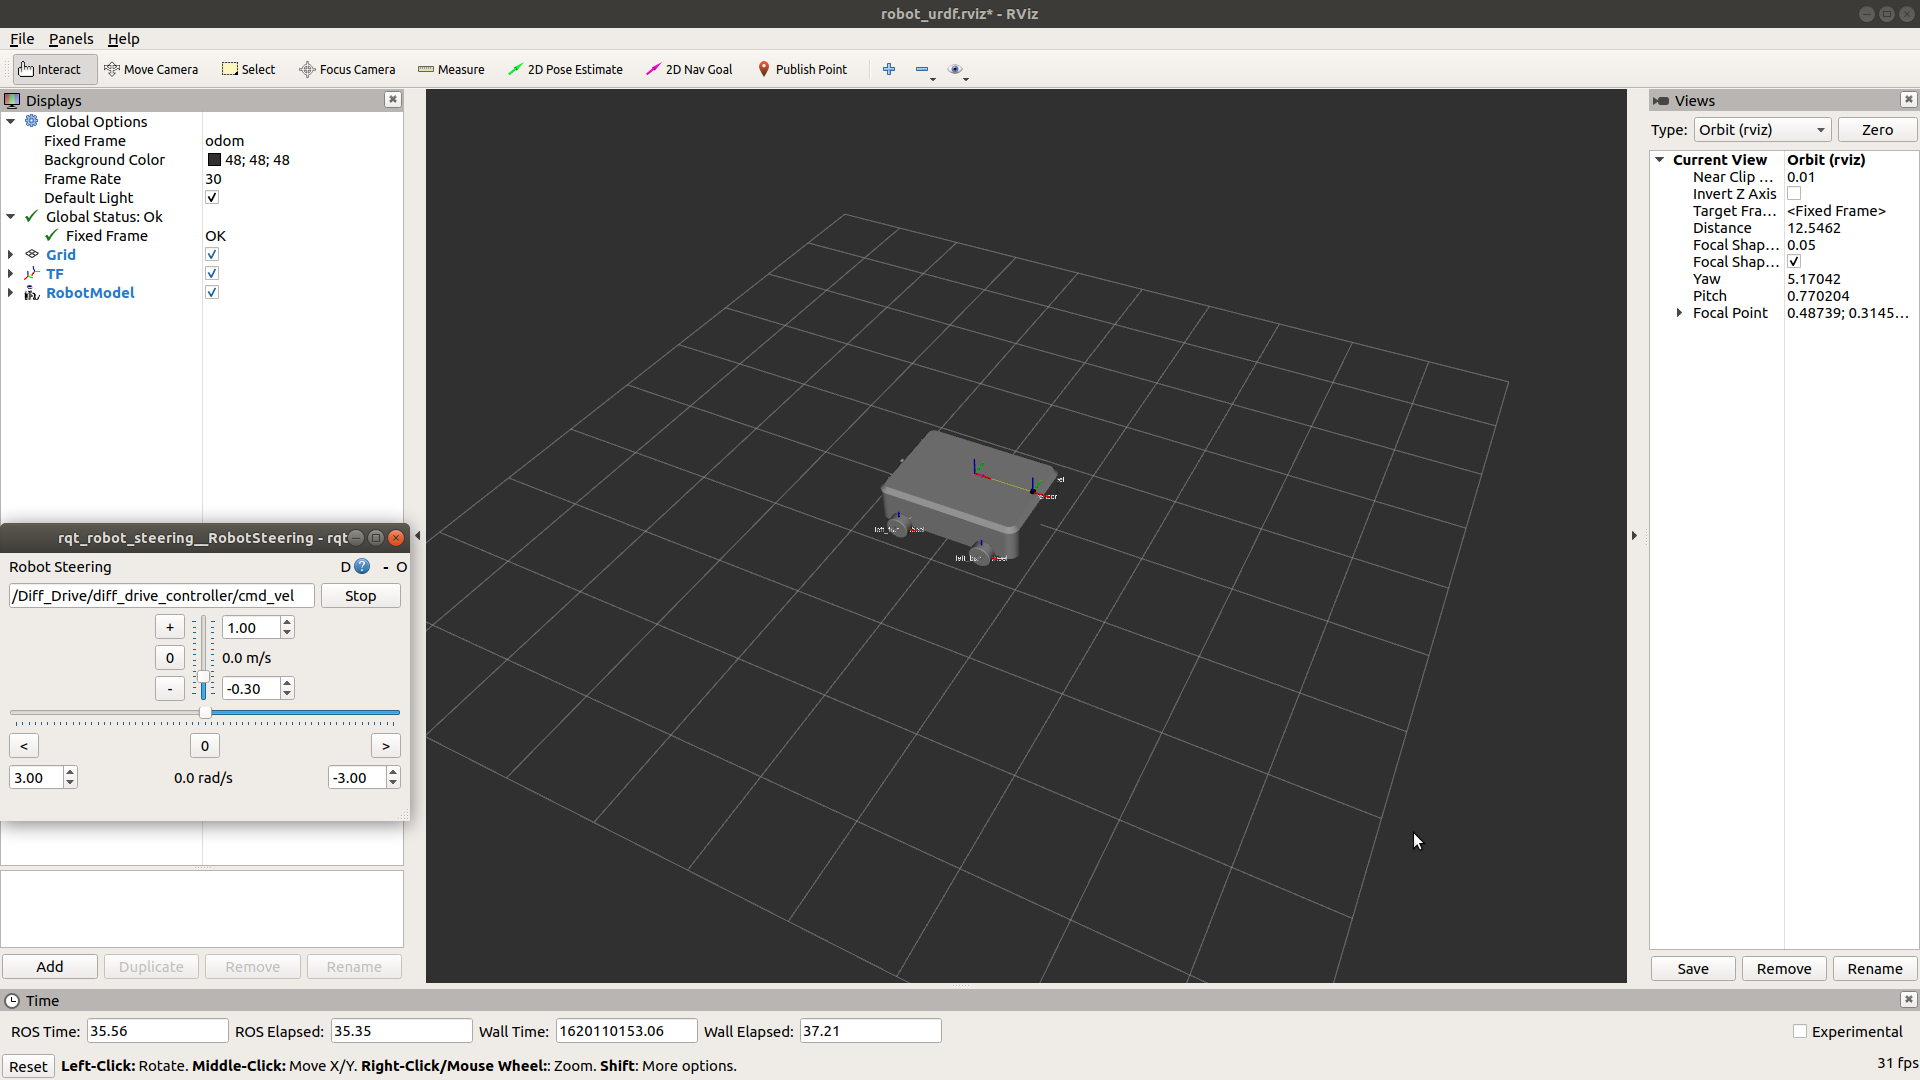 robot_urdf.rviz* - RViz
File Panels Help
Interact Move Camera Select Focus Camera Measure 2D Pose Estimate 2D Nav Goal Publish Point
Displays
Global Options
Fixed Frame odom
Background Color 48; 48; 48
Frame Rate 30
Default Light
Global Status: Ok
Fixed Frame OK
Grid
TF
RobotModel
rqt_robot_steering__RobotSteering - rqt
Robot Steering D ? - O
/Diff_Drive/diff_drive_controller/cmd_vel Stop
+ 1.00
0 0.0 m/s
- -0.30
< 0 >
3.00 0.0 rad/s -3.00
Add Duplicate Remove Rename
Views
Type: Orbit (rviz) Zero
Current View Orbit (rviz)
Near Clip ... 0.01
Invert Z Axis
Target Fra... <Fixed Frame>
Distance 12.5462
Focal Shap... 0.05
Focal Shap...
Yaw 5.17042
Pitch 0.770204
Focal Point 0.48739; 0.3145...
Save Remove Rename
Time
ROS Time: 35.56 ROS Elapsed: 35.35 Wall Time: 1620110153.06 Wall Elapsed: 37.21 Experimental
Reset Left-Click: Rotate. Middle-Click: Move X/Y. Right-Click/Mouse Wheel:: Zoom. Shift: More options. 31 fps